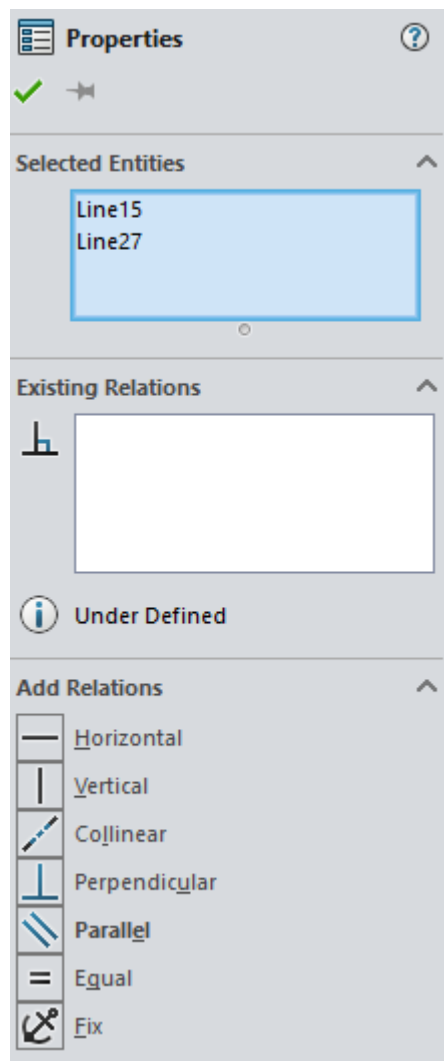 Properties
Selected Entities
Line15
Line27
Existing Relations
Under Defined
Add Relations
Horizontal
Vertical
Collinear
Perpendicular
Parallel
Equal
Fix